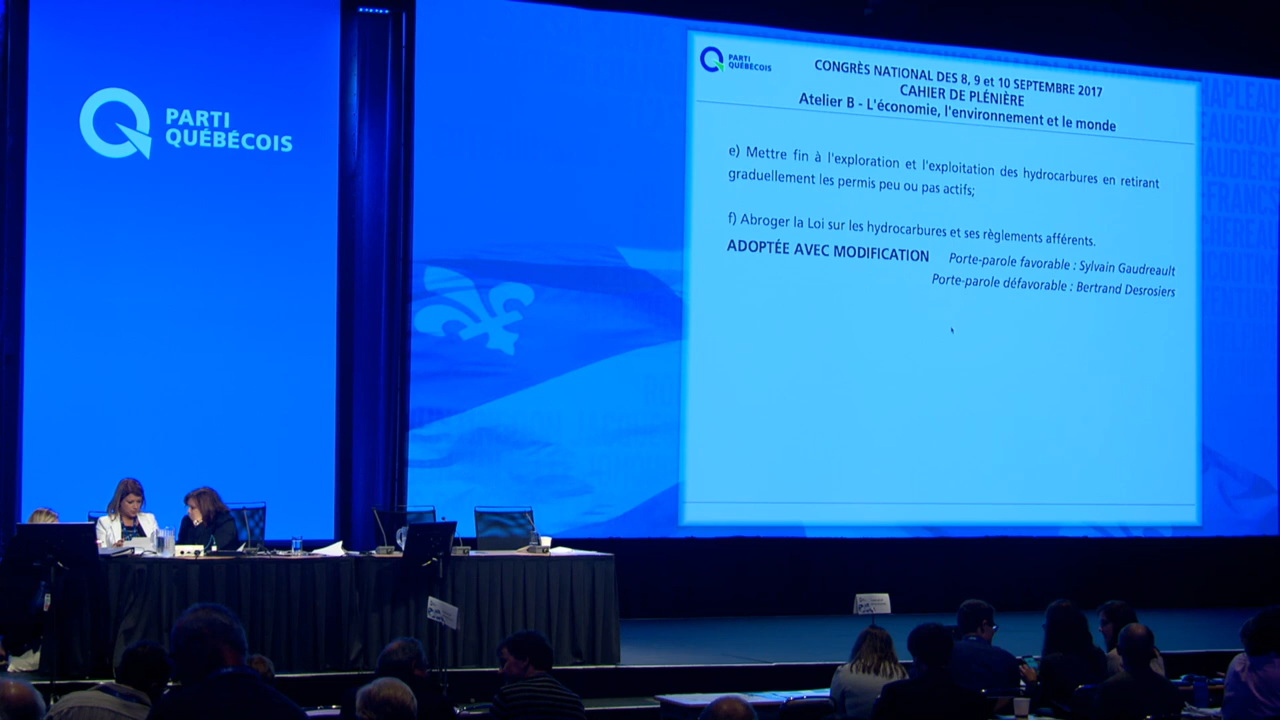 PARTI
QUÉBÉCOIS
PARTI
QUÉBÉCOIS
CONGRÈS NATIONAL DES 8, 9 et 10 SEPTEMBRE 2017
CAHIER DE PLÉNIÈRE
Atelier B - L'économie, l'environnement et le monde
e) Mettre fin à l'exploration et l'exploitation des hydrocarbures en retirant
graduellement les permis peu ou pas actifs;
f) Abroger la Loi sur les hydrocarbures et ses règlements afférents.
ADOPTÉE AVEC MODIFICATION Porte-parole favorable : Sylvain Gaudreault
Porte-parole défavorable : Bertrand Desrosiers